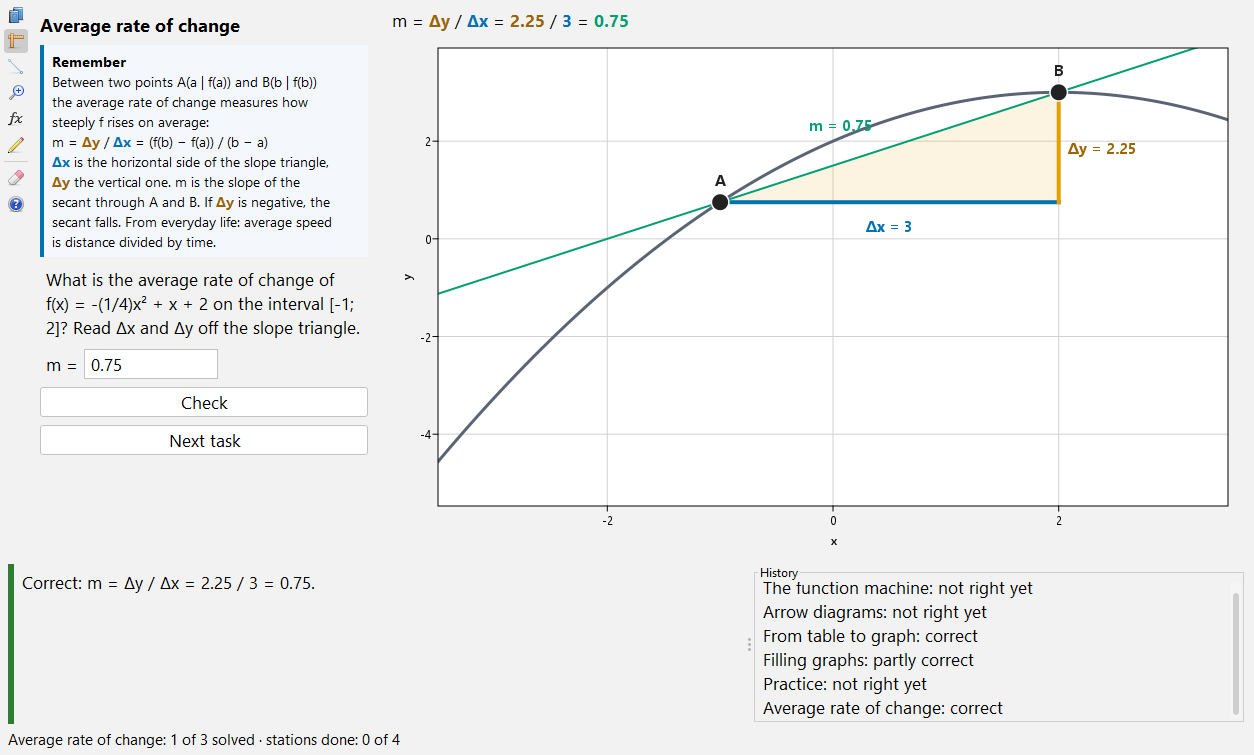 Average rate of change
Remember
Between two points A(a | f(a)) and B(b | f(b))
the average rate of change measures how
steeply f rises on average:
m = Δy / Δx = (f(b) − f(a)) / (b − a)
Δx is the horizontal side of the slope triangle,
Δy the vertical one. m is the slope of the
secant through A and B. If Δy is negative, the
secant falls. From everyday life: average speed
is distance divided by time.
What is the average rate of change of
f(x) = -(1/4)x² + x + 2 on the interval [-1;
2]? Read Δx and Δy off the slope triangle.
m = 0.75
Check
Next task
fx
m = Δy / Δx = 2.25 / 3 = 0.75
B
m = 0.75
2
Δy = 2.25
A
Δx = 3
0
y
-2
-4
-2 0 2
x
Correct: m = Δy / Δx = 2.25 / 3 = 0.75.
History
The function machine: not right yet
Arrow diagrams: not right yet
From table to graph: correct
Filling graphs: partly correct
Practice: not right yet
Average rate of change: correct
Average rate of change: 1 of 3 solved · stations done: 0 of 4